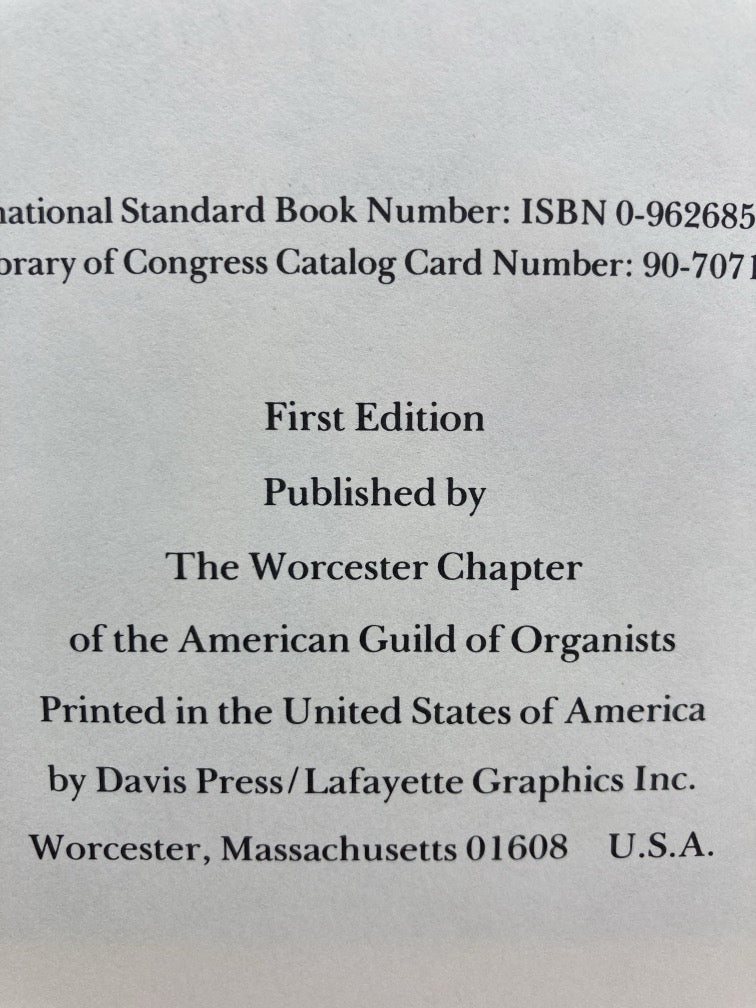 national Standard Book Number: ISBN 0-962685
brary of Congress Catalog Card Number: 90-7071
First Edition
Published by
The Worcester Chapter
of the American Guild of Organists
Printed in the United States of America
by Davis Press/Lafayette Graphics Inc.
Worcester, Massachusetts 01608 U.S.A.